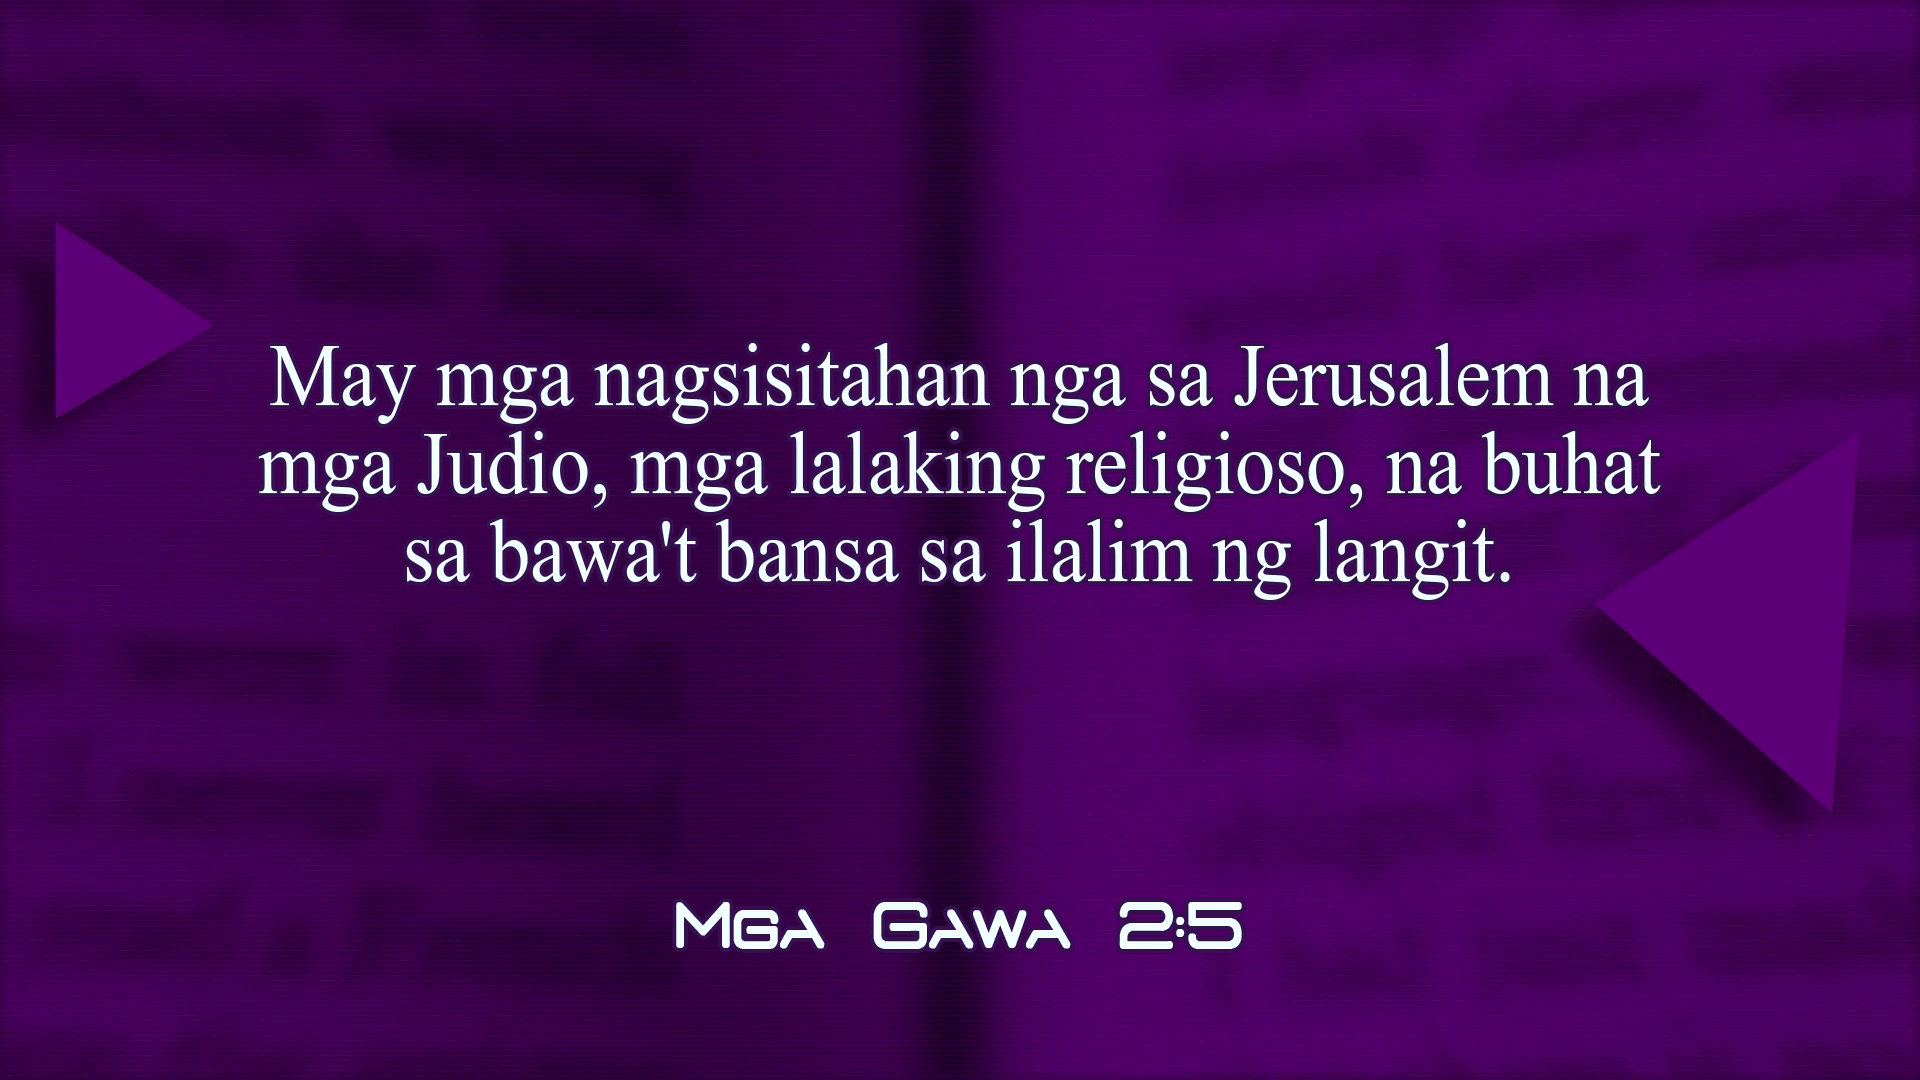 May mga nagsisitahan nga sa Jerusalem na
mga Judio, mga lalaking religioso, na buhat
sa bawa't bansa sa ilalim ng langit.
Mga Gawa 2:5